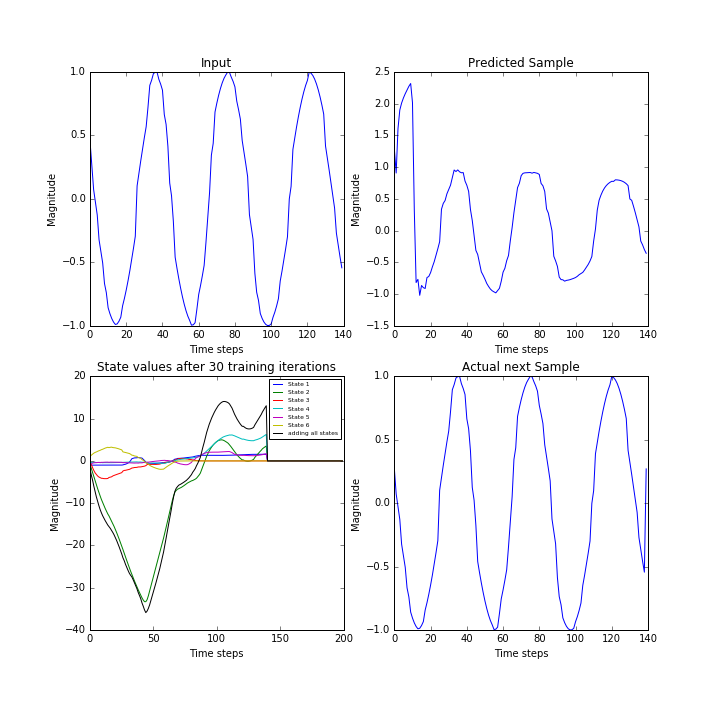 Input
1.0
0.5
0.0
−0.5
−1.0
Magnitude
0 20 40 60 80 100 120 140
Time steps
Predicted Sample
2.5
2.0
1.5
1.0
0.5
0.0
−0.5
−1.0
−1.5
Magnitude
0 20 40 60 80 100 120 140
Time steps
State values after 30 training iterations
20
10
0
−10
−20
−30
−40
Magnitude
0 50 100 150 200
Time steps
State 1
State 2
State 3
State 4
State 5
State 6
adding all states
Actual next Sample
1.0
0.5
0.0
−0.5
−1.0
Magnitude
0 20 40 60 80 100 120 140
Time steps